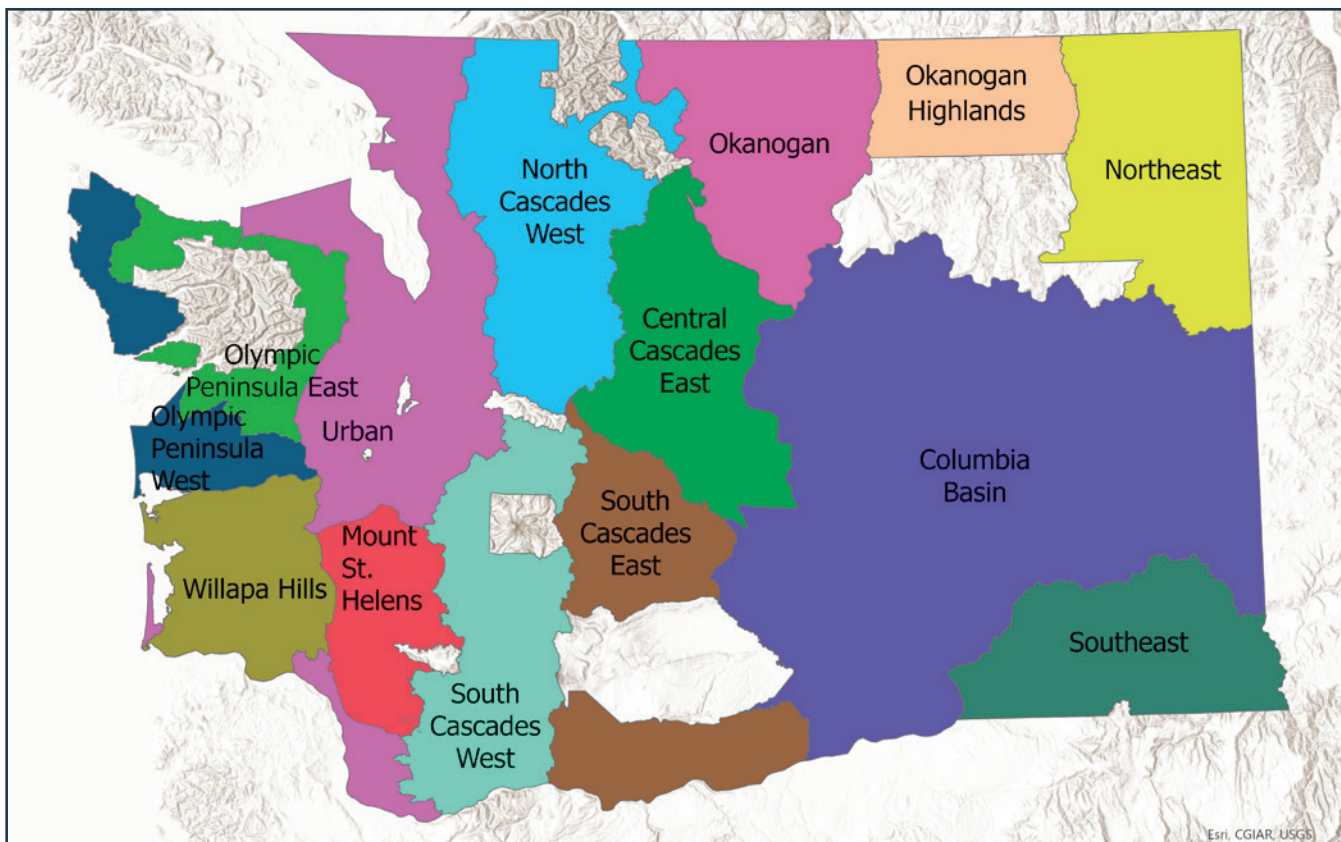 Okanogan
Highlands
Okanogan
Northeast
North
Cascades
West
Central
Cascades
East
Olympic
Peninsula East
Olympic
Peninsula
West
Urban
Columbia
Basin
South
Cascades
East
Mount
St.
Helens
Willapa Hills
Southeast
South
Cascades
West
Esri, CGIAR, USGS